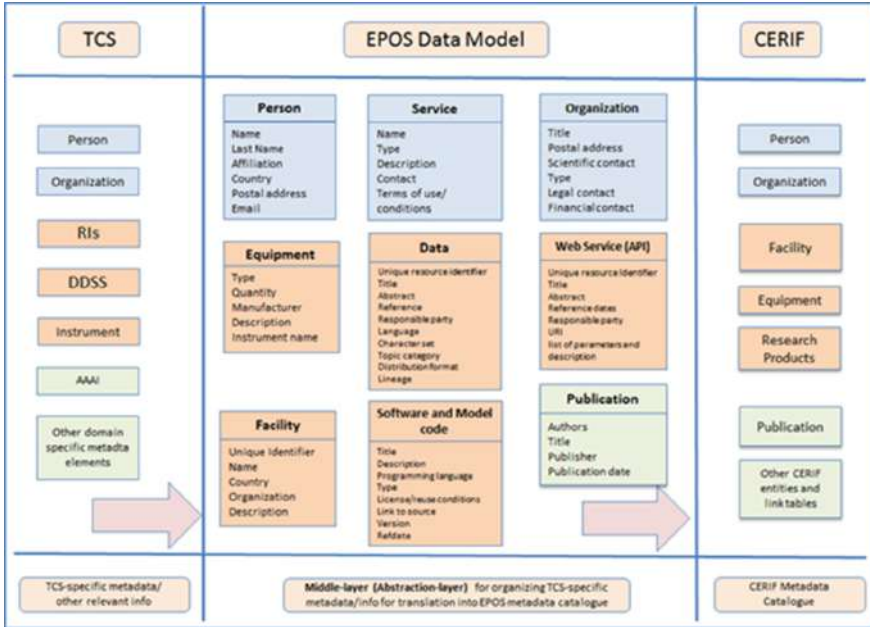 TCS
EPOS Data Model
CERIF
Person
Organization
RIs
DDSS
Instrument
AAAI
Other domain
specific metadta
elements
Person
Name
Last Name
Affiliation
Country
Postal address
Email
Service
Name
Type
Description
Contact
Terms of use/
conditions
Organization
Title
Postal address
Scientific contact
Type
Legal contact
Financial contact
Equipment
Type
Quantity
Manufacturer
Description
Instrument name
Data
Unique resource identifier
Title
Abstract
Reference
Responsible party
Language
Character set
Topic category
Distribution format
Lineage
Web Service (API)
Unique resource Identifier
Title
Abstract
Reference dates
Responsible party
URI
list of parameters and
description
Facility
Unique Identifier
Name
Country
Organization
Description
Software and Model
code
Title
Description
Programming language
Type
License/reuse conditions
Link to source
Version
Refdate
Publication
Authors
Title
Publisher
Publication date
Person
Organization
Facility
Equipment
Research
Products
Publication
Other CERIF
entities and
link tables
TCS-specific metadata/
other relevant info
Middle-layer (Abstraction-layer) for organizing TCS-specific
metadata/info for translation into EPOS metadata catalogue
CERIF Metadata
Catalogue